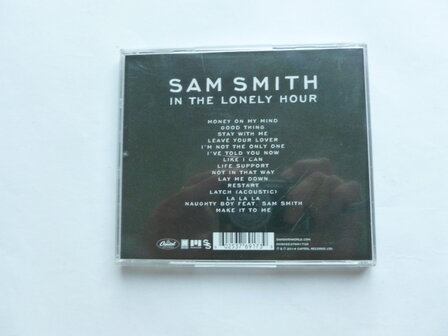 SAM SMITH
IN THE LONELY HOUR
MONEY ON MY MIND
GOOD THING
STAY WITH ME
LEAVE YOUR LOVER
I'M NOT THE ONLY ONE
I'VE TOLD YOU NOW
LIKE I CAN
LIFE SUPPORT
NOT IN THAT WAY
LAY ME DOWN
RESTART
LATCH (ACOUSTIC)
LA LA LA
NAUGHTY BOY FEAT. SAM SMITH
MAKE IT TO ME
Capitol